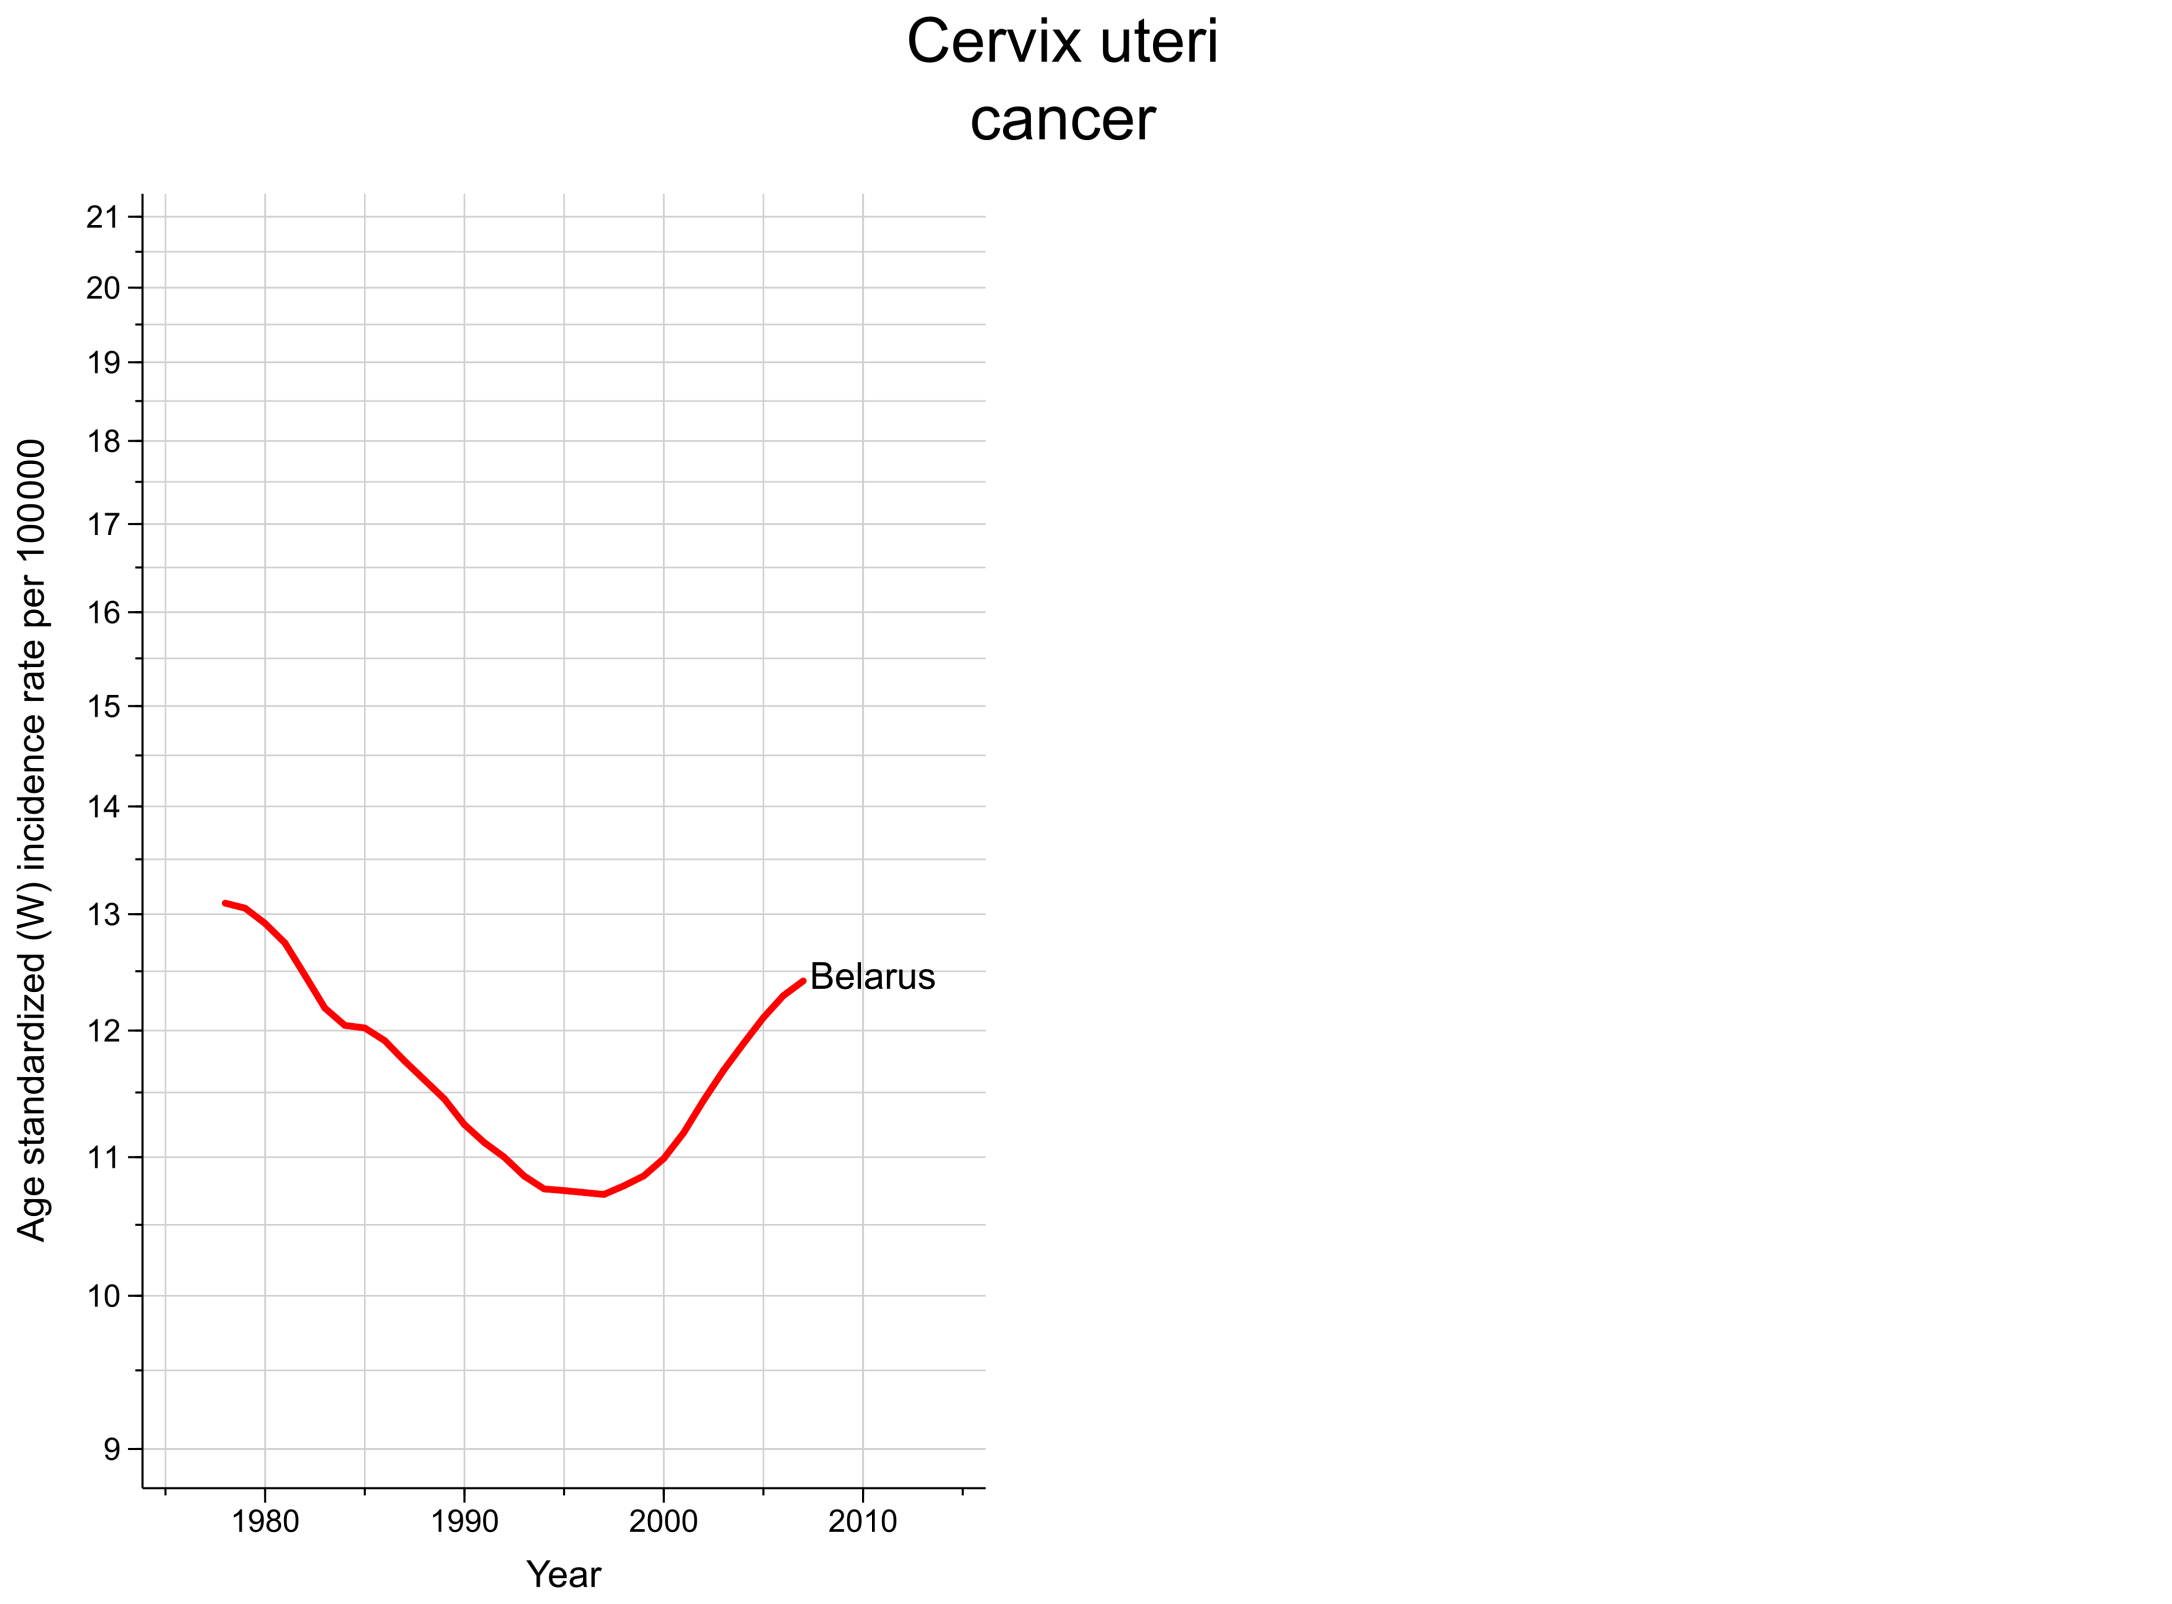 Cervix uteri
cancer
Age standardized (W) incidence rate per 100000
21
20
19
18
17
16
15
14
13
12
11
10
9
Belarus
1980 1990 2000 2010
Year